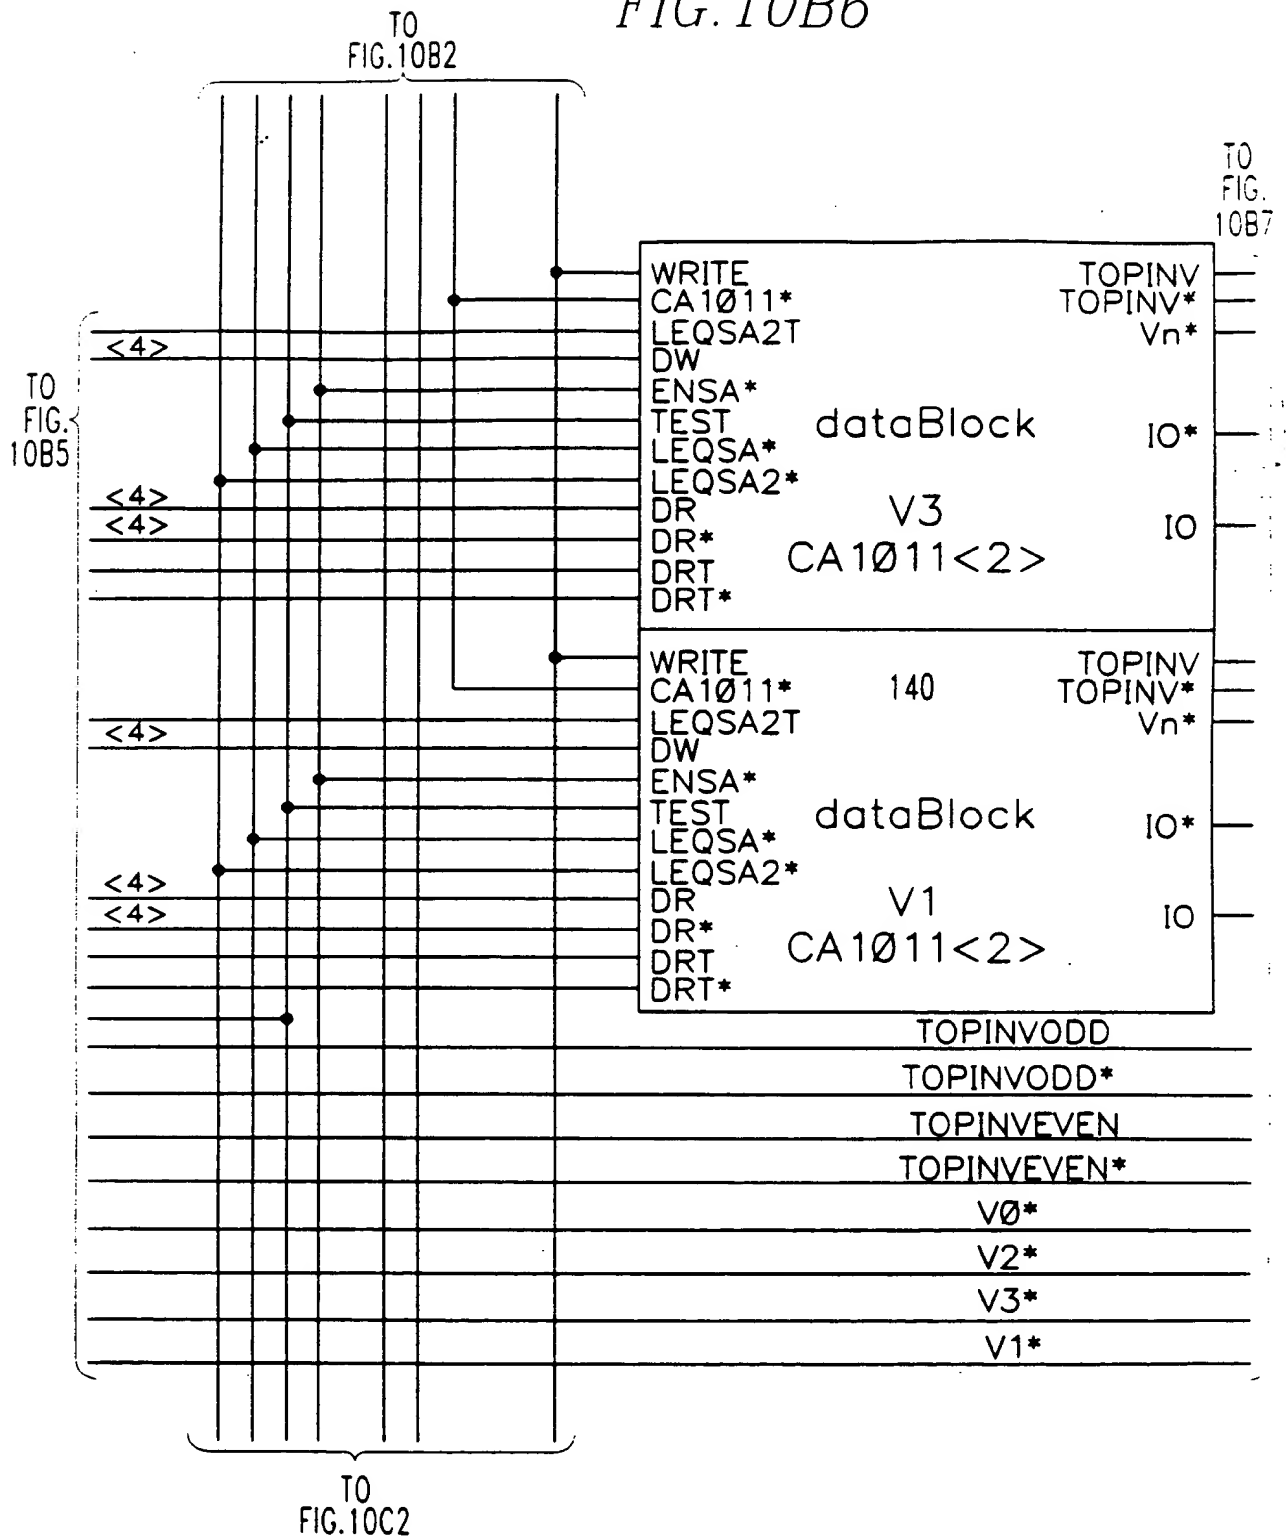 FIG. 10B6
TO
FIG.10B2
TO
FIG.
10B7
TO
FIG.
10B5
WRITE
CA1Ø11*
LEQSA2T
<4>
DW
ENSA*
TEST
LEQSA*
LEQSA2*
<4>
DR
<4>
DR*
DRT
DRT*
dataBlock
V3
CA1Ø11<2>
TOPINV
TOPINV*
Vn*
IO*
IO
WRITE
CA1Ø11*
140
LEQSA2T
<4>
DW
ENSA*
TEST
LEQSA*
LEQSA2*
<4>
DR
<4>
DR*
DRT
DRT*
dataBlock
V1
CA1Ø11<2>
TOPINV
TOPINV*
Vn*
IO*
IO
TOPINVODD
TOPINVODD*
TOPINVEVEN
TOPINVEVEN*
VØ*
V2*
V3*
V1*
TO
FIG.10C2